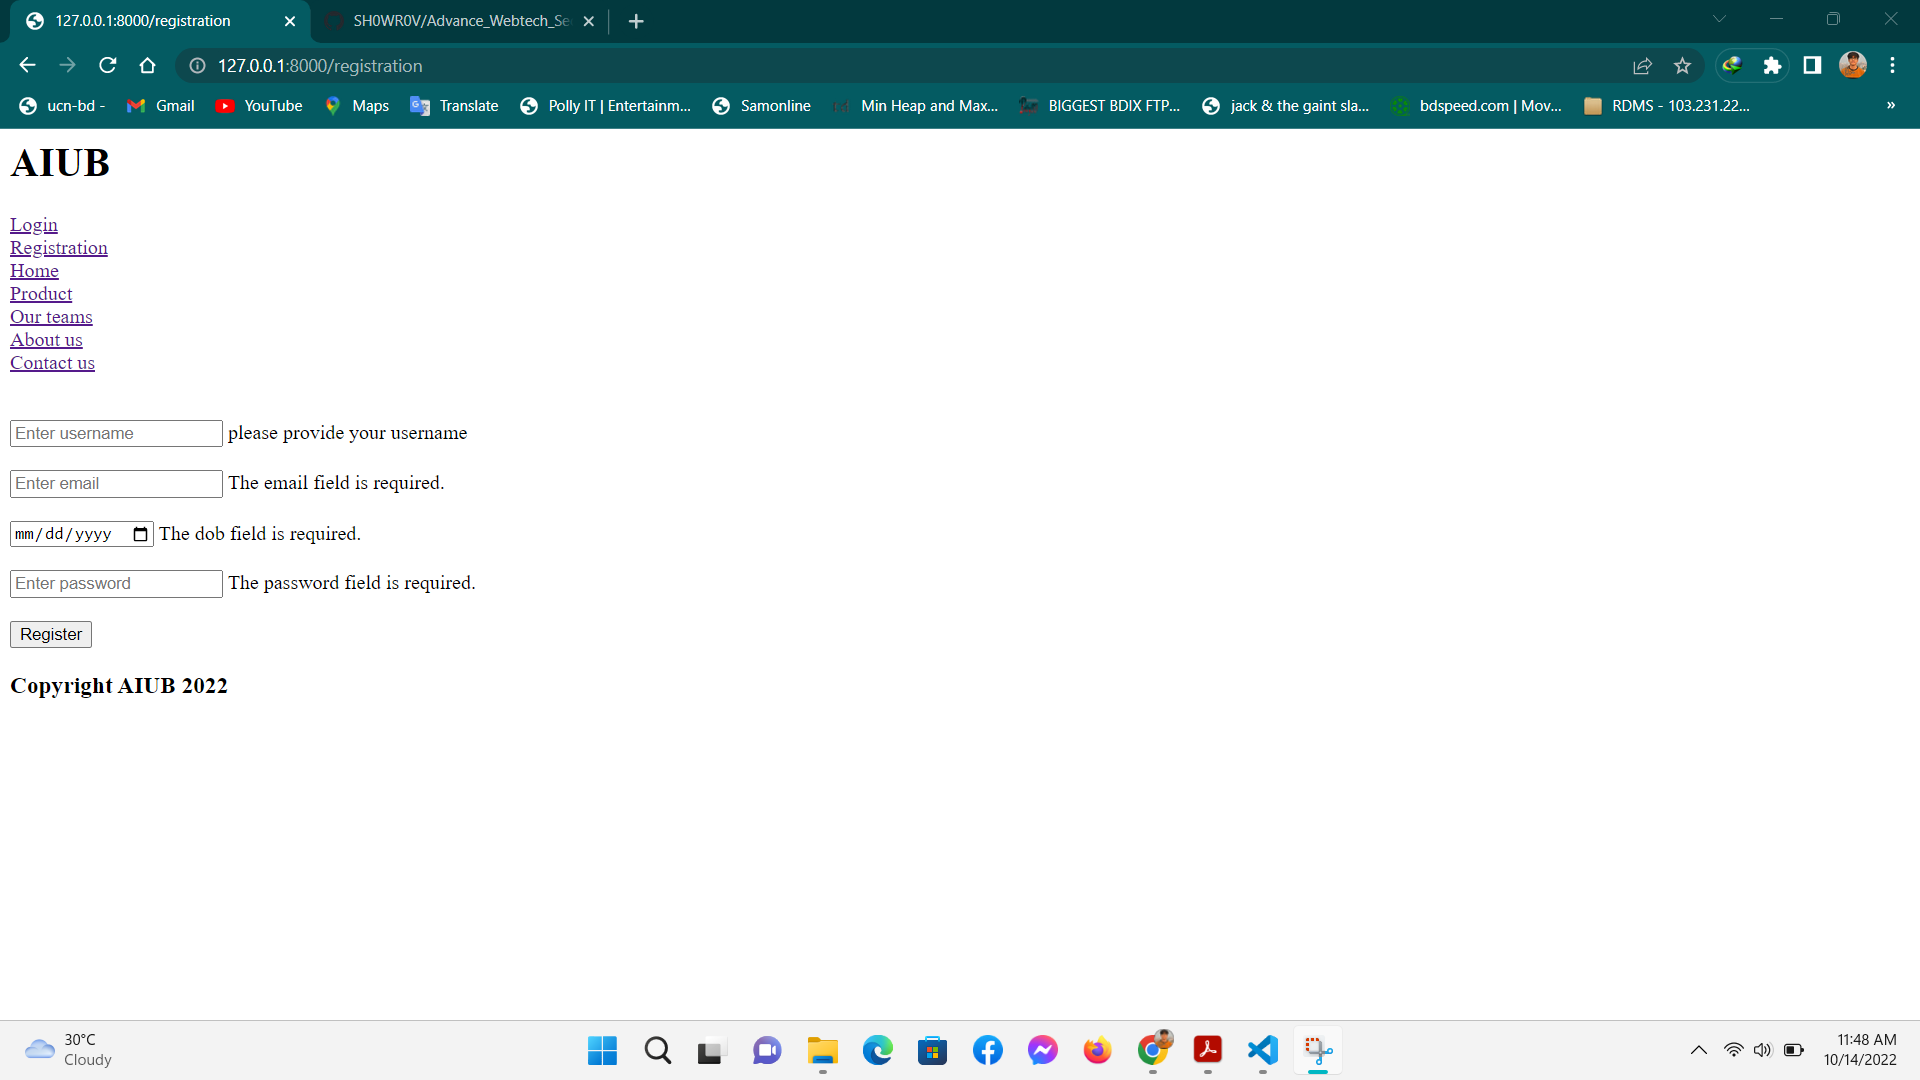 127.0.0.1:8000/registration
SH0WR0V/Advance_Webtech_Se
127.0.0.1:8000/registration
ucn-bd - Gmail YouTube Maps Translate Polly IT | Entertainm... Samonline Min Heap and Max... BIGGEST BDIX FTP... jack & the gaint sla... bdspeed.com | Mov... RDMS - 103.231.22... »
AIUB
Login
Registration
Home
Product
Our teams
About us
Contact us
Enter username please provide your username
Enter email The email field is required.
mm/dd/yyyy The dob field is required.
Enter password The password field is required.
Register
Copyright AIUB 2022
30°C
Cloudy
11:48 AM
10/14/2022